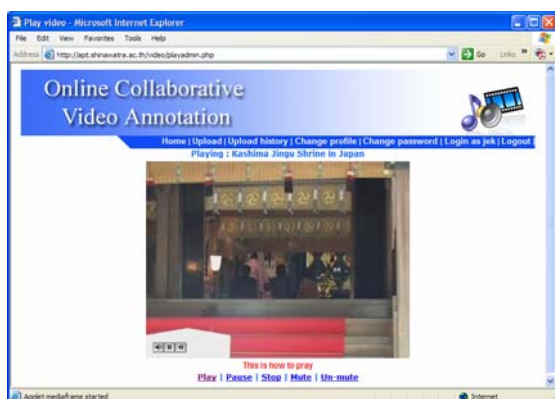 Play video - Microsoft Internet Explorer
File Edit View Favorites Tools Help
Address http://apt.shinawatra.ac.th/video/playadmin.php Go Links »
Online Collaborative
Video Annotation
Home | Upload | Upload history | Change profile | Change password | Login as jek | Logout |
Playing : Kashima Jingu Shrine in Japan
This is how to pray
Play | Pause | Stop | Mute | Un-mute
Applet mediaframe started Internet